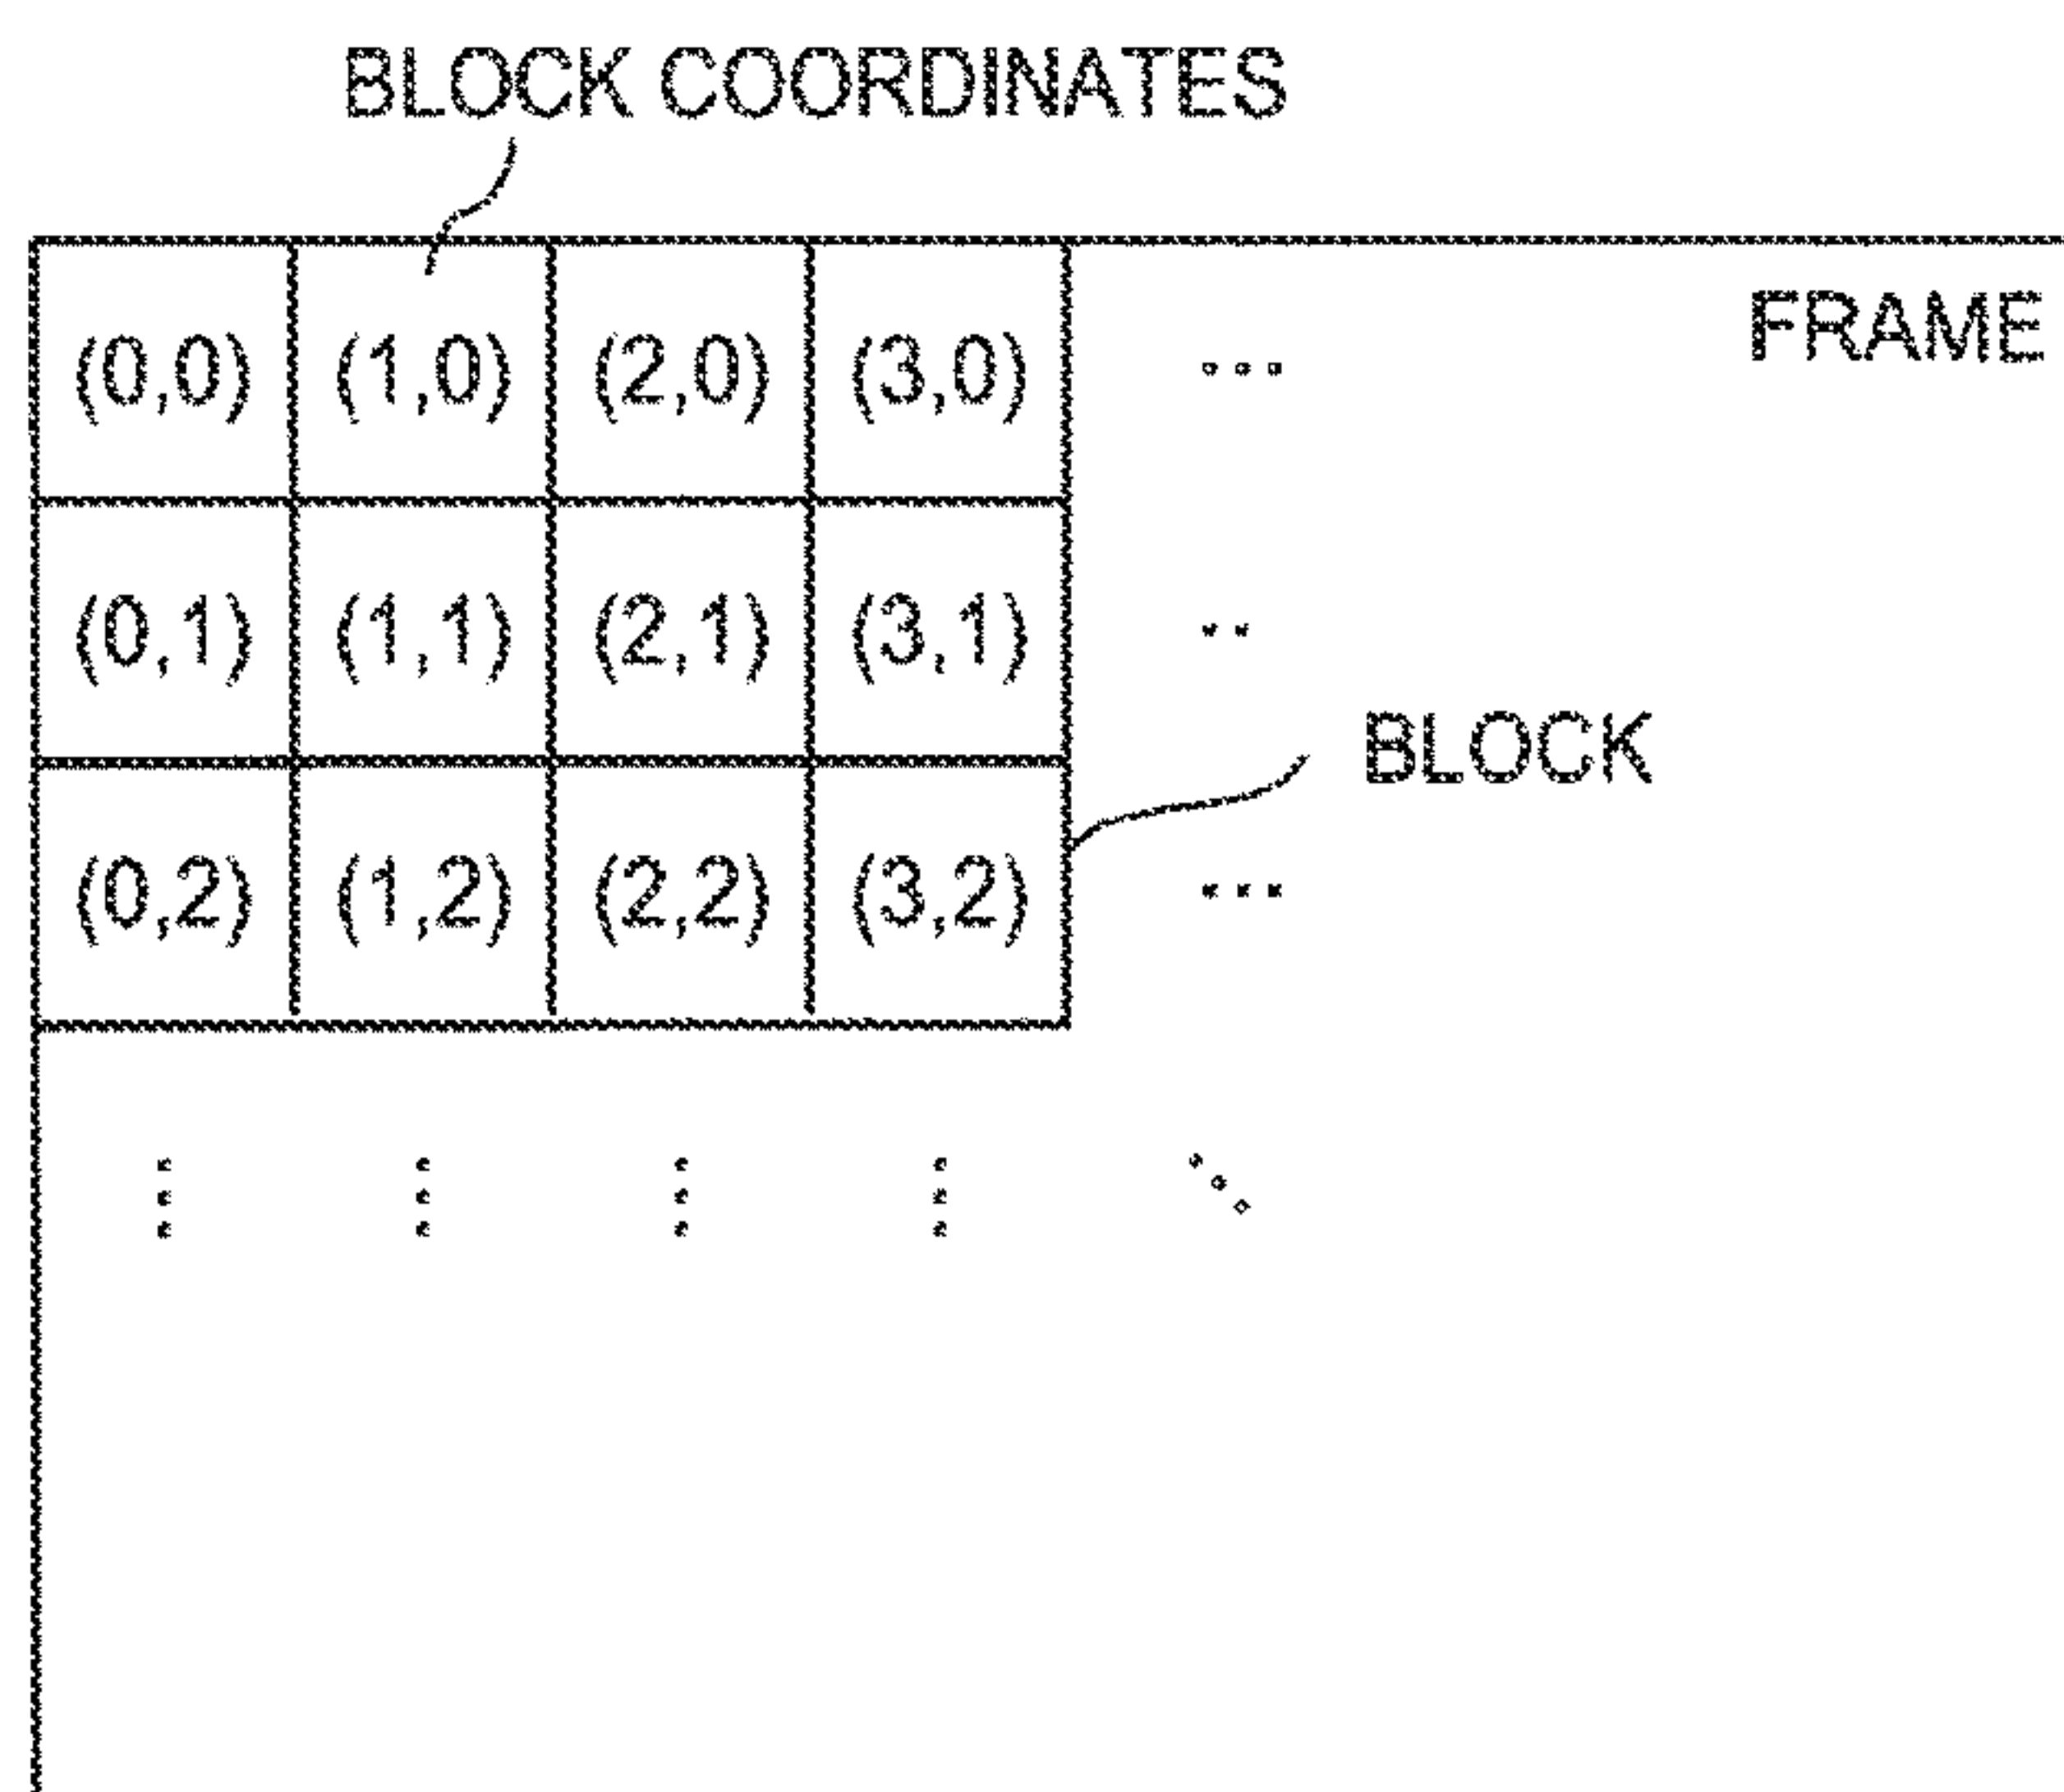 BLOCK COORDINATES
FRAME
(0,0) (1,0) (2,0) (3,0) ...
(0,1) (1,1) (2,1) (3,1) ..
BLOCK
(0,2) (1,2) (2,2) (3,2) ...